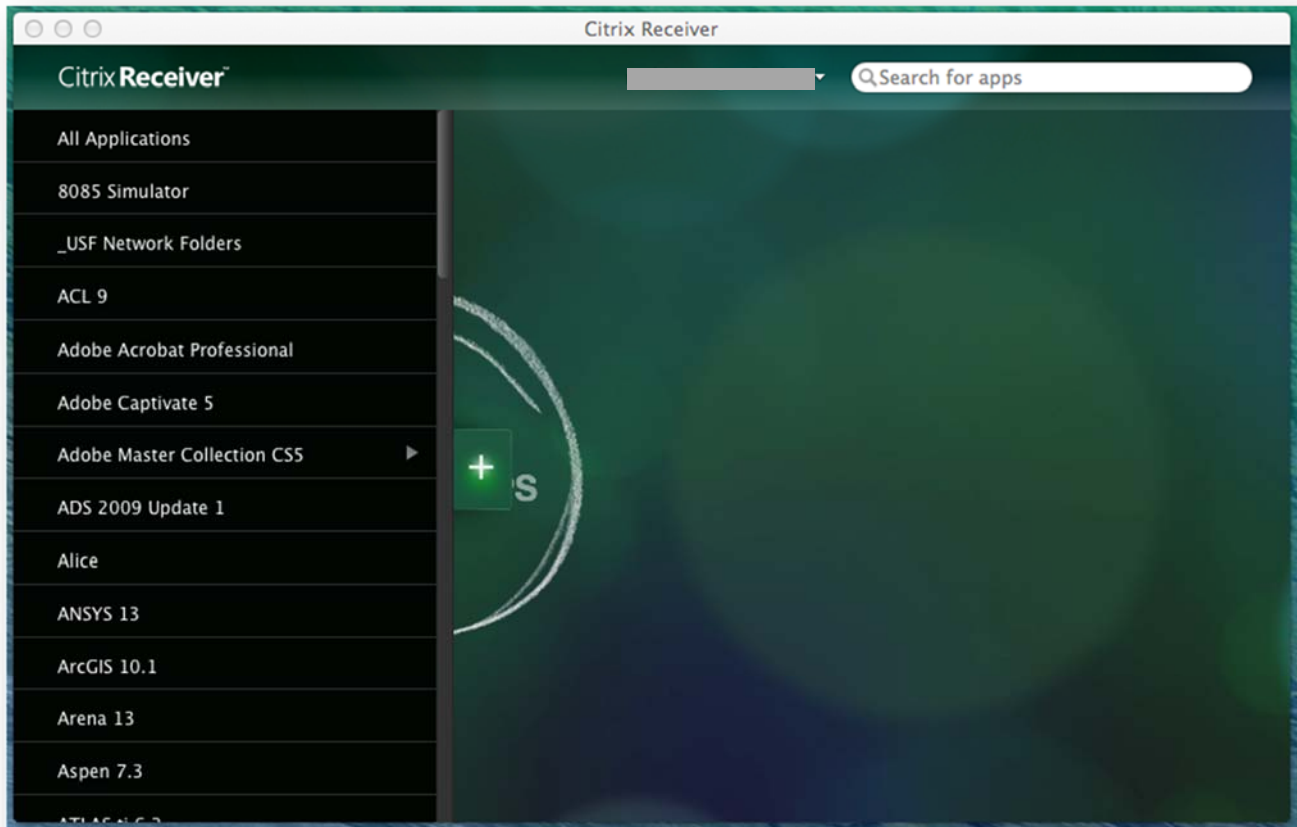 Citrix Receiver
Citrix Receiver™
Search for apps
All Applications
8085 Simulator
_USF Network Folders
ACL 9
Adobe Acrobat Professional
Adobe Captivate 5
Adobe Master Collection CS5
ADS 2009 Update 1
Alice
ANSYS 13
ArcGIS 10.1
Arena 13
Aspen 7.3